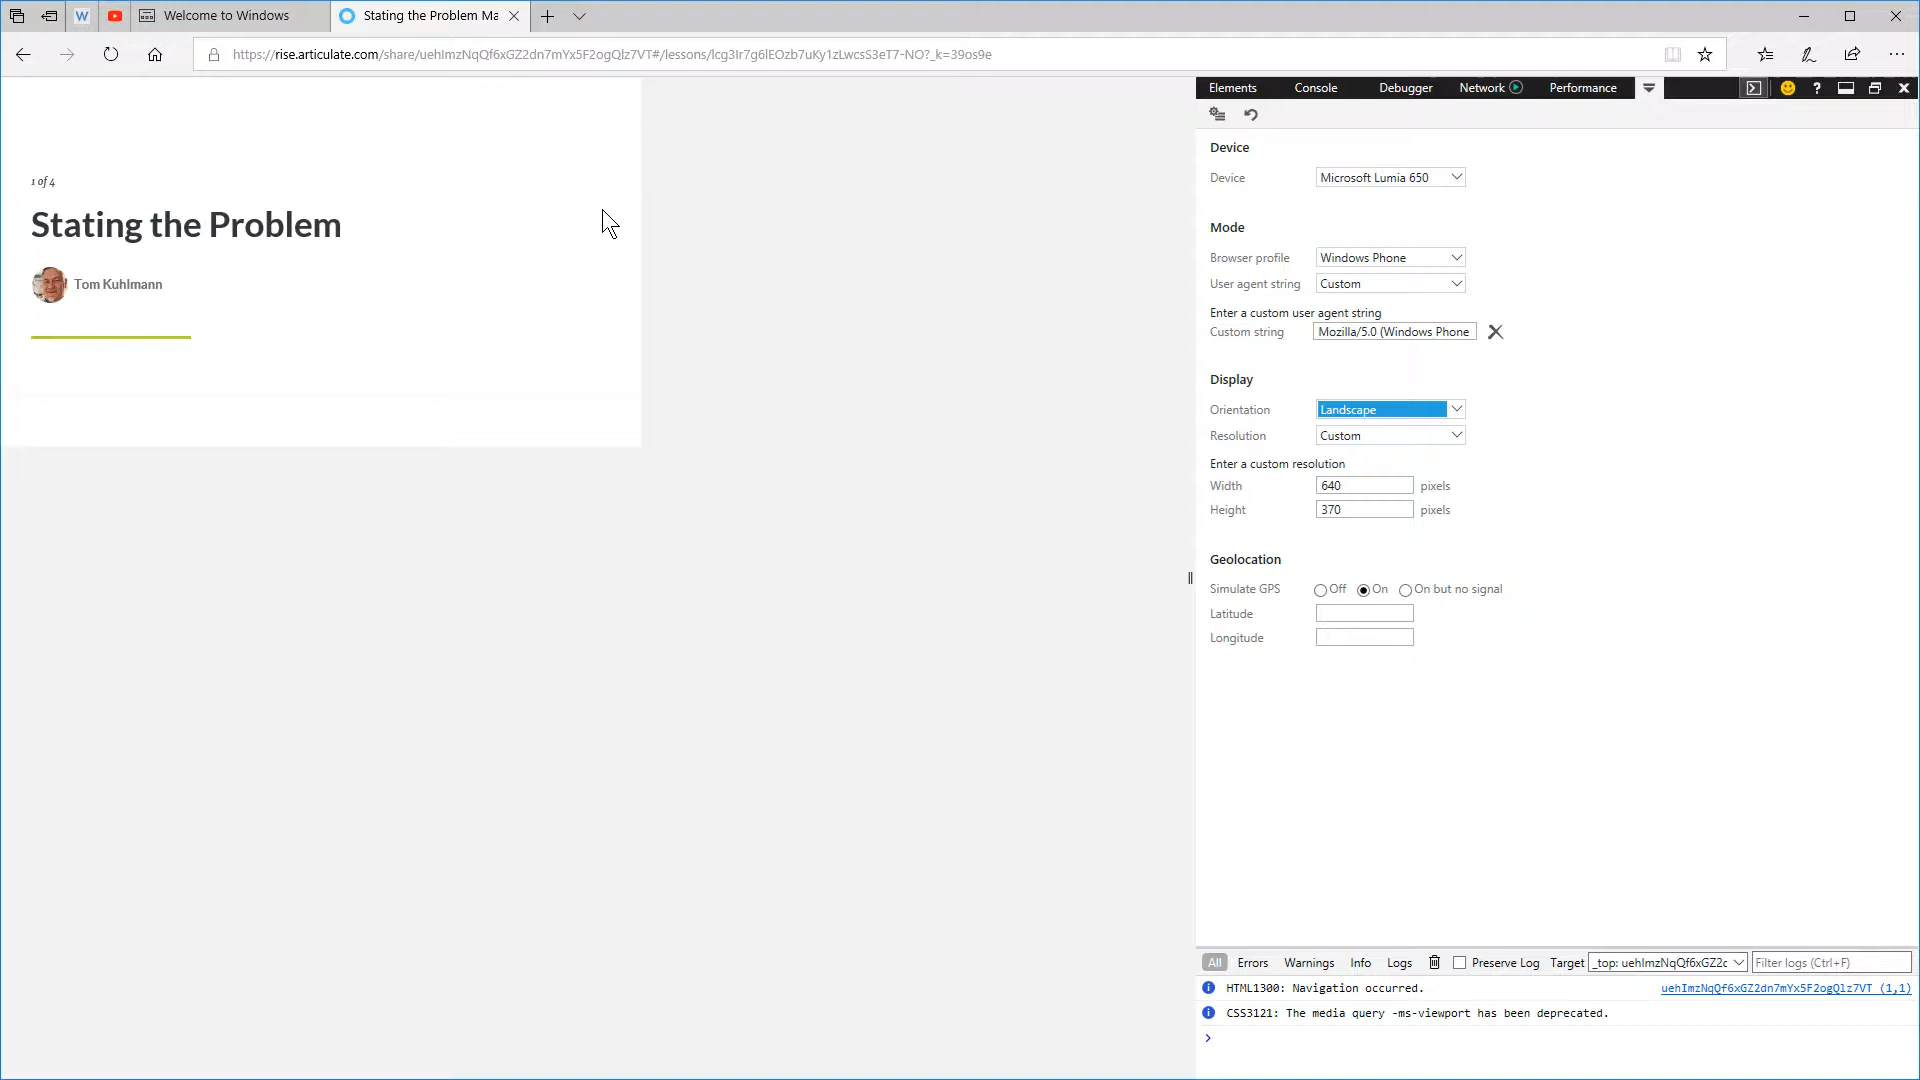 W
Welcome to Windows
Stating the Problem Ma
https://rise.articulate.com/share/uehImzNqQf6xGZ2dn7mYx5F2ogQlz7VT#/lessons/lcg3Ir7g6lEOzb7uKy1zLwcsS3eT7-NO?_k=39os9e
Elements Console Debugger Network Performance ?
1 of 4
Stating the Problem
Tom Kuhlmann
Device
Device Microsoft Lumia 650
Mode
Browser profile Windows Phone
User agent string Custom
Enter a custom user agent string
Custom string Mozilla/5.0 (Windows Phone
Display
Orientation Landscape
Resolution Custom
Enter a custom resolution
Width 640 pixels
Height 370 pixels
Geolocation
Simulate GPS Off On On but no signal
Latitude
Longitude
All Errors Warnings Info Logs Preserve Log Target _top: uehImzNqQf6xGZ2c Filter logs (Ctrl+F)
HTML1300: Navigation occurred. uehImzNqQf6xGZ2dn7mYx5F2ogQlz7VT (1,1)
CSS3121: The media query -ms-viewport has been deprecated.